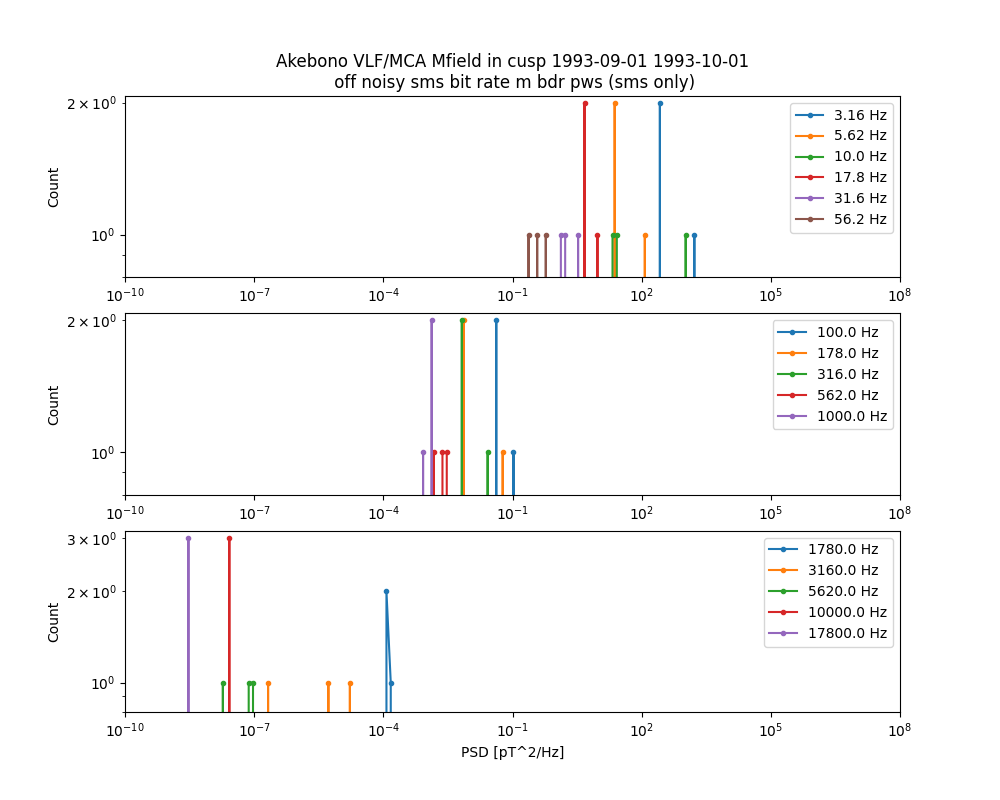 Akebono VLF/MCA Mfield in cusp 1993-09-01 1993-10-01
off noisy sms bit rate m bdr pws (sms only)
2 × 10⁰
10⁰
Count
3.16 Hz
5.62 Hz
10.0 Hz
17.8 Hz
31.6 Hz
56.2 Hz
10⁻¹⁰ 10⁻⁷ 10⁻⁴ 10⁻¹ 10² 10⁵ 10⁸
2 × 10⁰
10⁰
Count
100.0 Hz
178.0 Hz
316.0 Hz
562.0 Hz
1000.0 Hz
10⁻¹⁰ 10⁻⁷ 10⁻⁴ 10⁻¹ 10² 10⁵ 10⁸
3 × 10⁰
2 × 10⁰
10⁰
Count
1780.0 Hz
3160.0 Hz
5620.0 Hz
10000.0 Hz
17800.0 Hz
10⁻¹⁰ 10⁻⁷ 10⁻⁴ 10⁻¹ 10² 10⁵ 10⁸
PSD [pT^2/Hz]